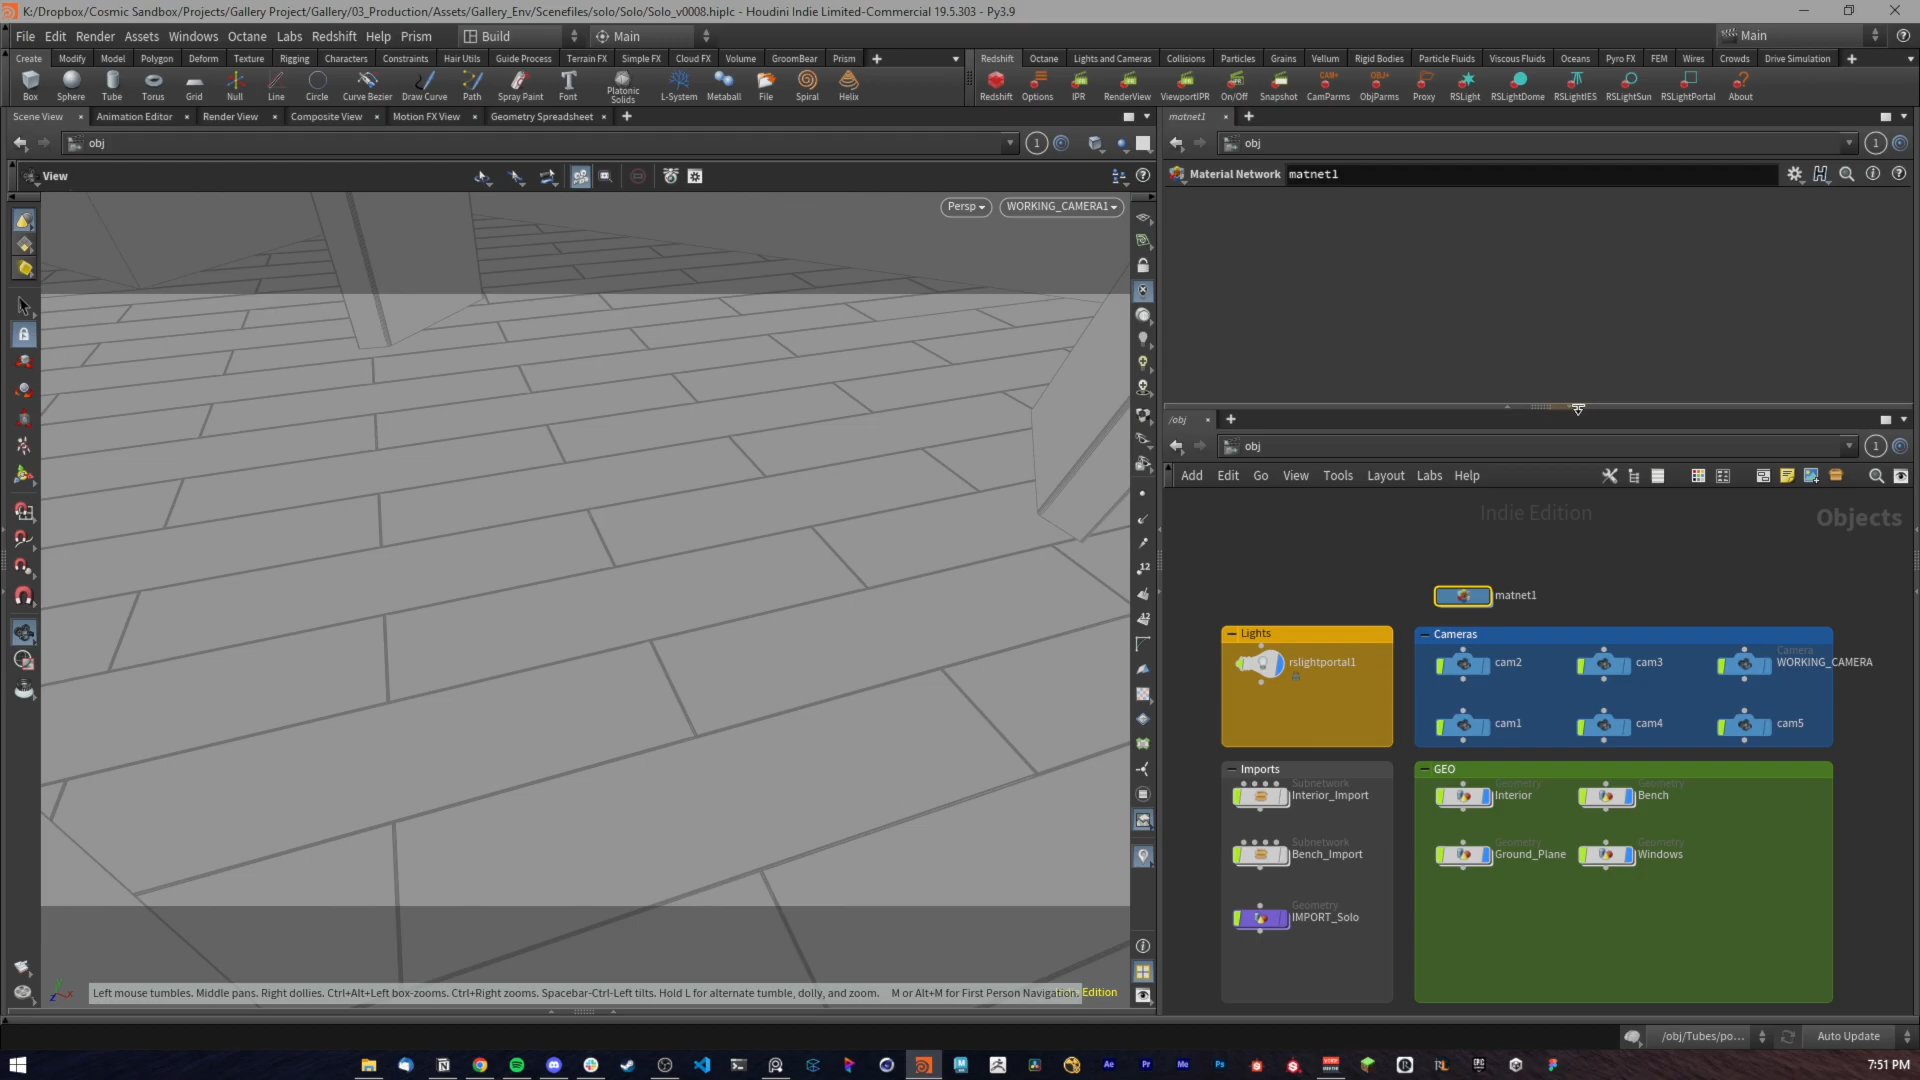 K:/Dropbox/Cosmic Sandbox/Projects/Gallery Project/Gallery/03_Production/Assets/Gallery_Env/Scenefiles/solo/Solo/Solo_v0008.hiplc - Houdini Indie Limited-Commercial 19.5.303 - Py3.9
File Edit Render Assets Windows Octane Labs Redshift Help Prism Build Main Main
Create Modify Model Polygon Deform Texture Rigging Characters Constraints Hair Utils Guide Process Terrain FX Simple FX Cloud FX Volume GroomBear Prism
Redshift Octane Lights and Cameras Collisions Particles Grains Vellum Rigid Bodies Particle Fluids Viscous Fluids Oceans Pyro FX FEM Wires Crowds Drive Simulation
Box Sphere Tube Torus Grid Null Line Circle Curve Bezier Draw Curve Path Spray Paint Font Platonic Solids L-System Metaball File Spiral Helix
Redshift Options IPR RenderView ViewportIPR On/Off Snapshot CamParms ObjParms Proxy RSLight RSLightDome RSLightIES RSLightSun RSLightPortal About
Scene View Animation Editor Render View Composite View Motion FX View Geometry Spreadsheet
matnet1
obj
obj
View
Material Network matnet1
Persp WORKING_CAMERA1
/obj
obj
Add Edit Go View Tools Layout Labs Help
Indie Edition Objects
matnet1
Lights
rslightportal1
Cameras
cam2 cam3 Camera WORKING_CAMERA
cam1 cam4 cam5
Imports
Subnetwork
Interior_Import
Subnetwork
Bench_Import
Geometry
IMPORT_Solo
GEO
Geometry Geometry
Interior Bench
Geometry Geometry
Ground_Plane Windows
Left mouse tumbles. Middle pans. Right dollies. Ctrl+Alt+Left box-zooms. Ctrl+Right zooms. Spacebar-Ctrl-Left tilts. Hold L for alternate tumble, dolly, and zoom. M or Alt+M for First Person Navigation. Edition
/obj/Tubes/po... Auto Update
7:51 PM